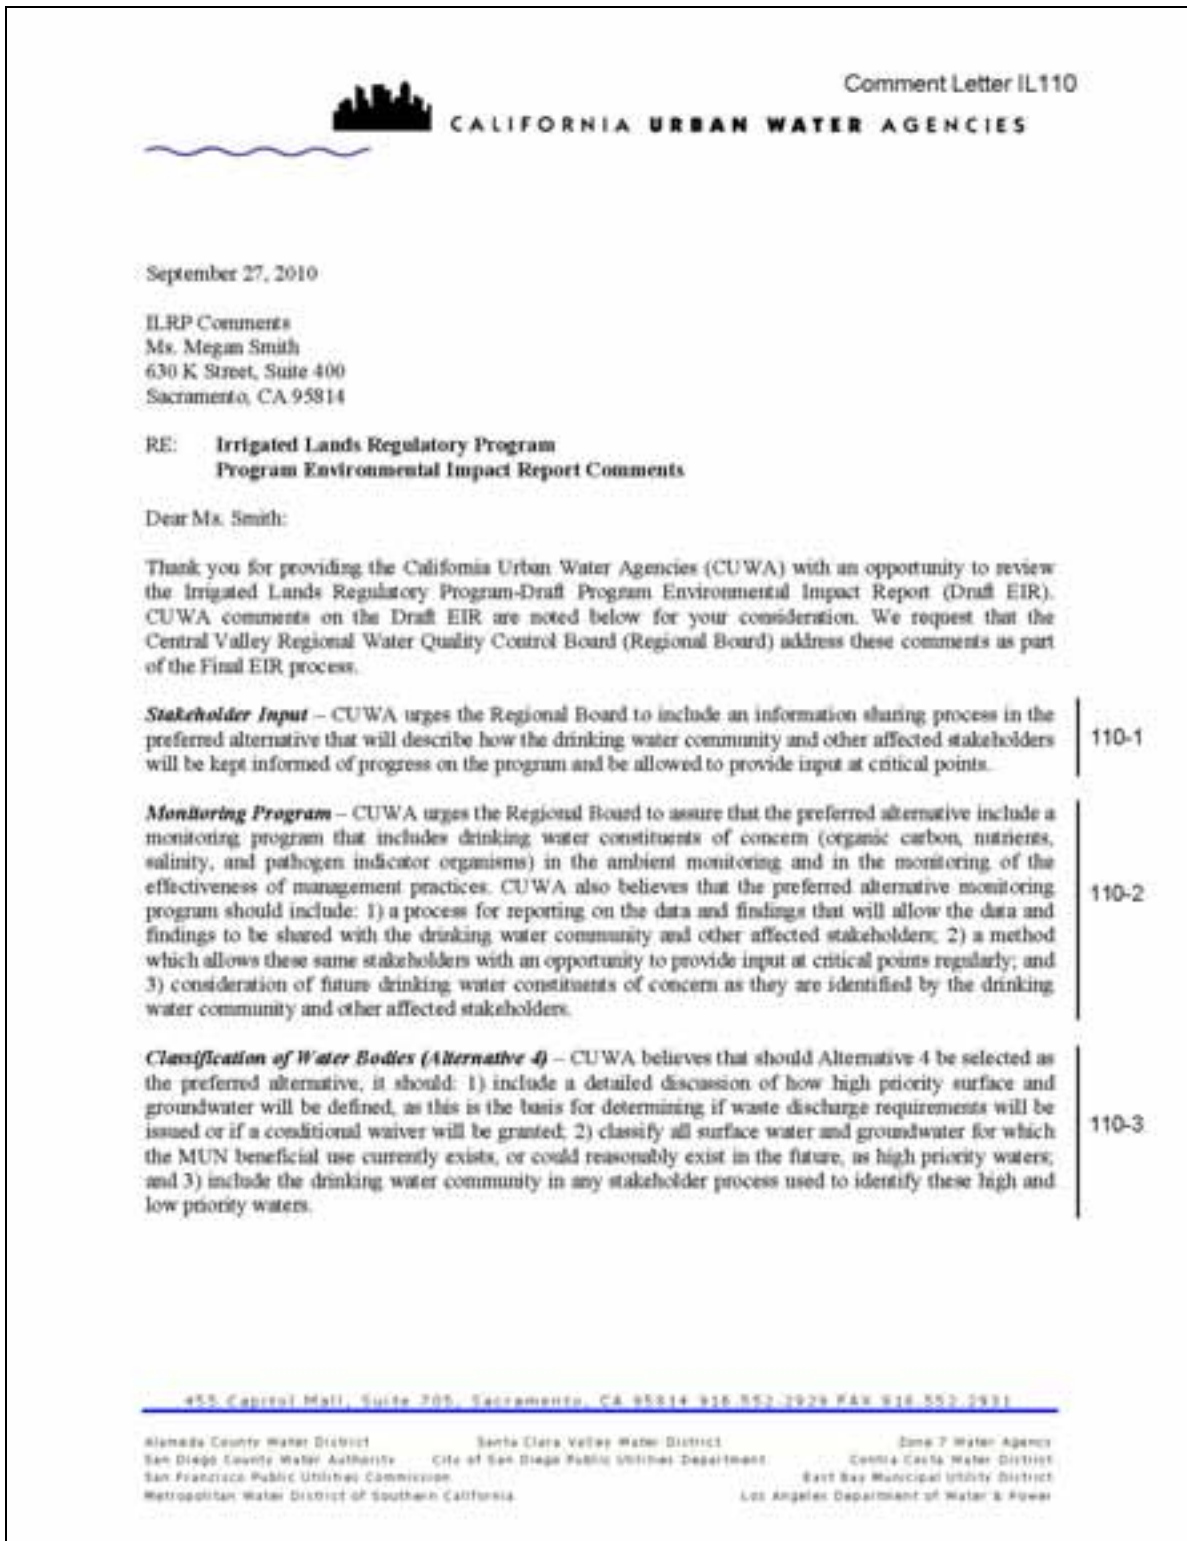 Comment Letter IL110
CALIFORNIA URBAN WATER AGENCIES
September 27, 2010
ILRP Comments
Ms. Megan Smith
630 K Street, Suite 400
Sacramento, CA 95814
RE: Irrigated Lands Regulatory Program
Program Environmental Impact Report Comments
Dear Ms. Smith:
Thank you for providing the California Urban Water Agencies (CUWA) with an opportunity to review
the Irrigated Lands Regulatory Program-Draft Program Environmental Impact Report (Draft EIR).
CUWA comments on the Draft EIR are noted below for your consideration. We request that the
Central Valley Regional Water Quality Control Board (Regional Board) address these comments as part
of the Final EIR process.
Stakeholder Input – CUWA urges the Regional Board to include an information sharing process in the
preferred alternative that will describe how the drinking water community and other affected stakeholders
will be kept informed of progress on the program and be allowed to provide input at critical points.
110-1
Monitoring Program – CUWA urges the Regional Board to assure that the preferred alternative include a
monitoring program that includes drinking water constituents of concern (organic carbon, nutrients,
salinity, and pathogen indicator organisms) in the ambient monitoring and in the monitoring of the
effectiveness of management practices. CUWA also believes that the preferred alternative monitoring
program should include: 1) a process for reporting on the data and findings that will allow the data and
findings to be shared with the drinking water community and other affected stakeholders; 2) a method
which allows these same stakeholders with an opportunity to provide input at critical points regularly; and
3) consideration of future drinking water constituents of concern as they are identified by the drinking
water community and other affected stakeholders.
110-2
Classification of Water Bodies (Alternative 4) – CUWA believes that should Alternative 4 be selected as
the preferred alternative, it should: 1) include a detailed discussion of how high priority surface and
groundwater will be defined, as this is the basis for determining if waste discharge requirements will be
issued or if a conditional waiver will be granted; 2) classify all surface water and groundwater for which
the MUN beneficial use currently exists, or could reasonably exist in the future, as high priority waters;
and 3) include the drinking water community in any stakeholder process used to identify these high and
low priority waters.
110-3
455 Capitol Mall, Suite 705, Sacramento, CA 95814 916.552.2929 FAX 916.552.2931
Alameda County Water District Santa Clara Valley Water District Zone 7 Water Agency
San Diego County Water Authority City of San Diego Public Utilities Department Contra Costa Water District
San Francisco Public Utilities Commission East Bay Municipal Utility District
Metropolitan Water District of Southern California Los Angeles Department of Water & Power